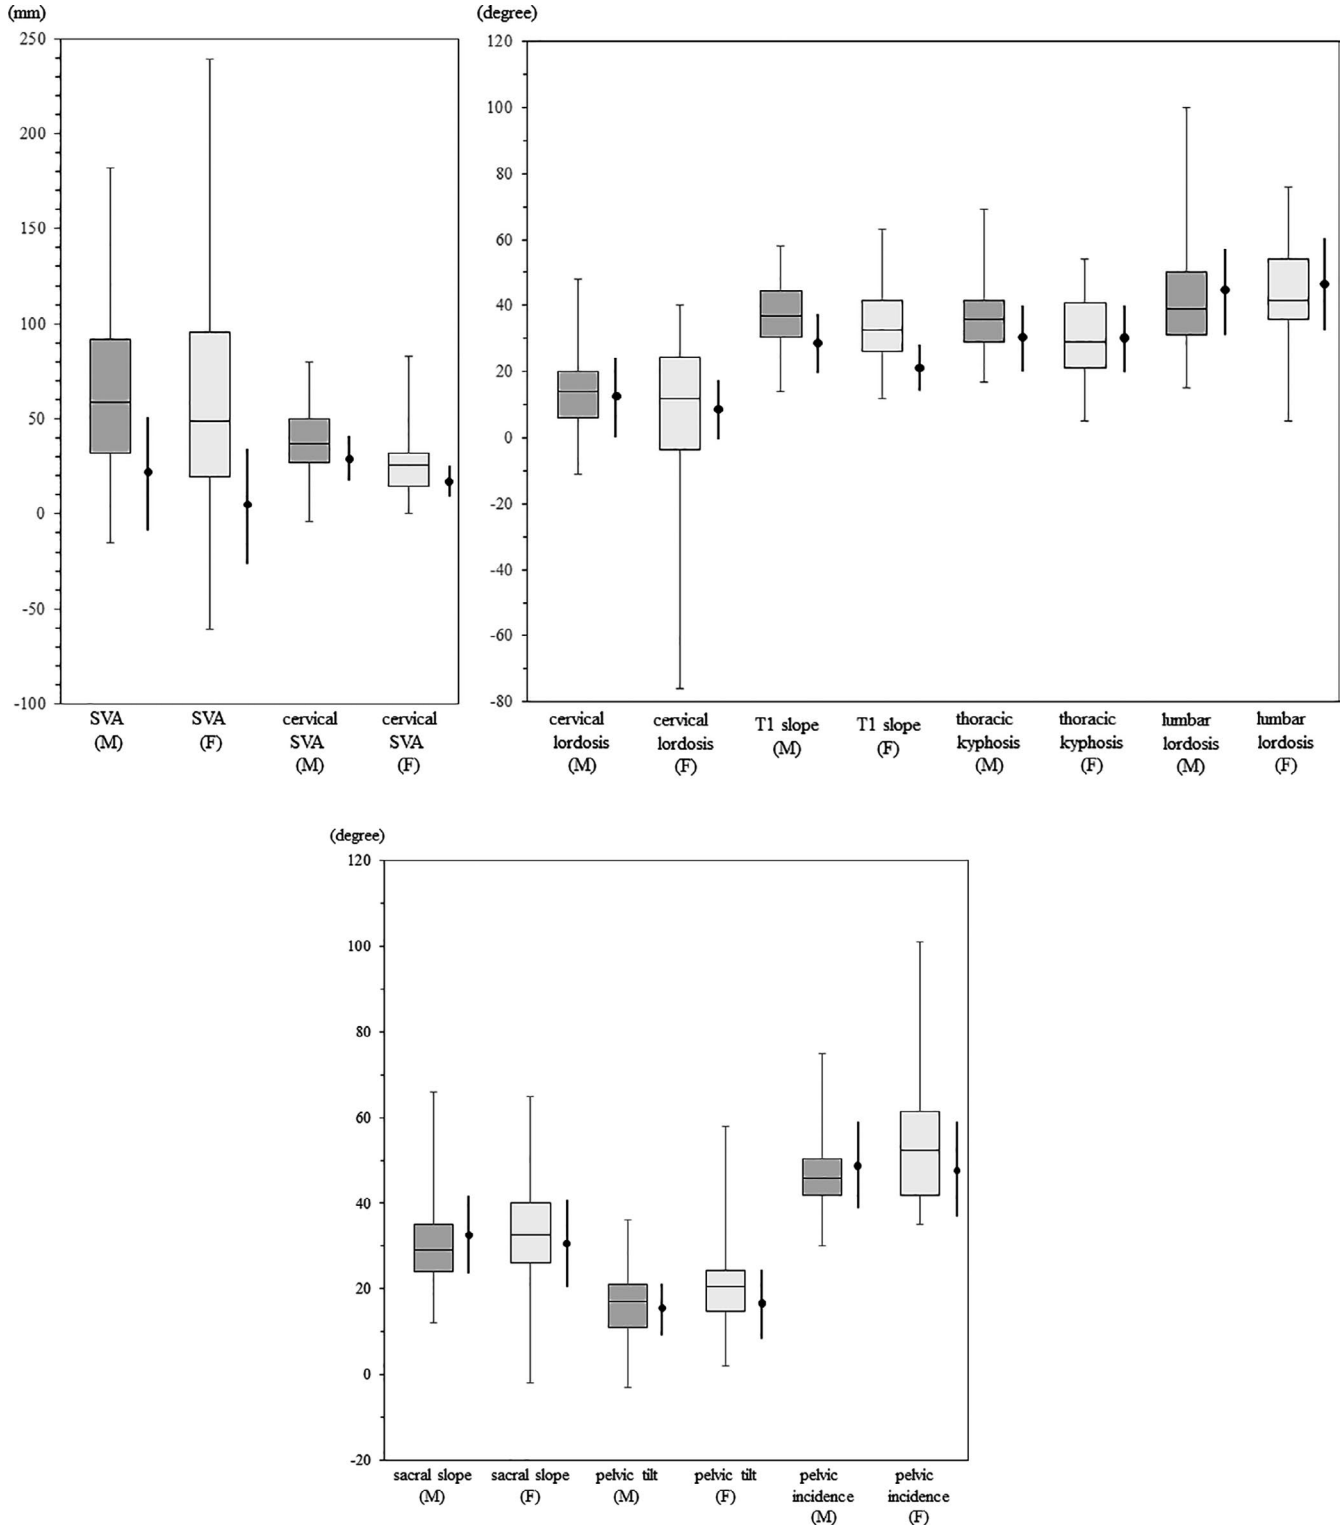 (mm)
250
200
150
100
50
0
-50
-100
SVA
(M)
SVA
(F)
cervical
SVA
(M)
cervical
SVA
(F)
(degree)
120
100
80
60
40
20
0
-20
-40
-60
-80
cervical
lordosis
(M)
cervical
lordosis
(F)
T1 slope
(M)
T1 slope
(F)
thoracic
kyphosis
(M)
thoracic
kyphosis
(F)
lumbar
lordosis
(M)
lumbar
lordosis
(F)
(degree)
120
100
80
60
40
20
0
-20
sacral slope
(M)
sacral slope
(F)
pelvic tilt
(M)
pelvic tilt
(F)
pelvic
incidence
(M)
pelvic
incidence
(F)